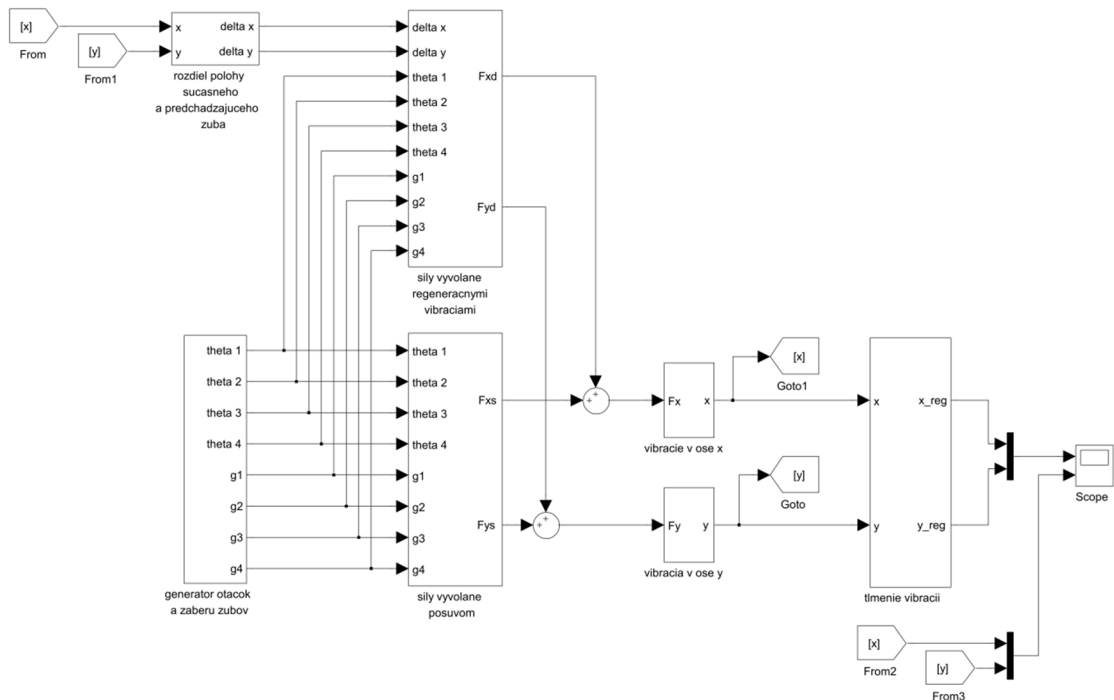 [x]
From
[y]
From1
x
y
delta x
delta y
rozdiel polohy
sucasneho
a predchadzajuceho
zuba
delta x
delta y
theta 1
theta 2
theta 3
theta 4
g1
g2
g3
g4
Fxd
Fyd
sily vyvolane
regeneracnymi
vibraciami
theta 1
theta 2
theta 3
theta 4
g1
g2
g3
g4
generator otacok
a zaberu zubov
theta 1
theta 2
theta 3
theta 4
g1
g2
g3
g4
Fxs
Fys
sily vyvolane
posuvom
+
+
+
+
Fx
x
vibracie v ose x
[x]
Goto1
Fy
y
vibracia v ose y
[y]
Goto
x
y
x_reg
y_reg
tlmenie vibracii
Scope
[x]
From2
[y]
From3